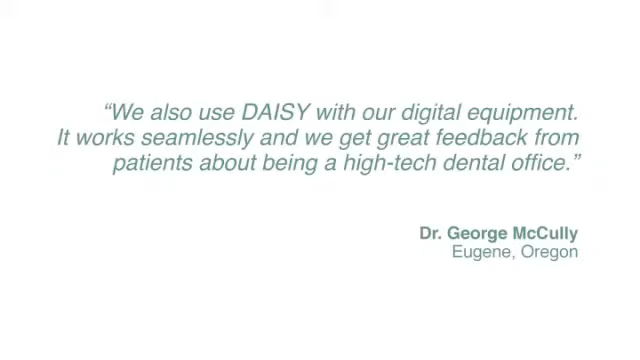 “We also use DAISY with our digital equipment.
It works seamlessly and we get great feedback from
patients about being a high-tech dental office.”
Dr. George McCully
Eugene, Oregon